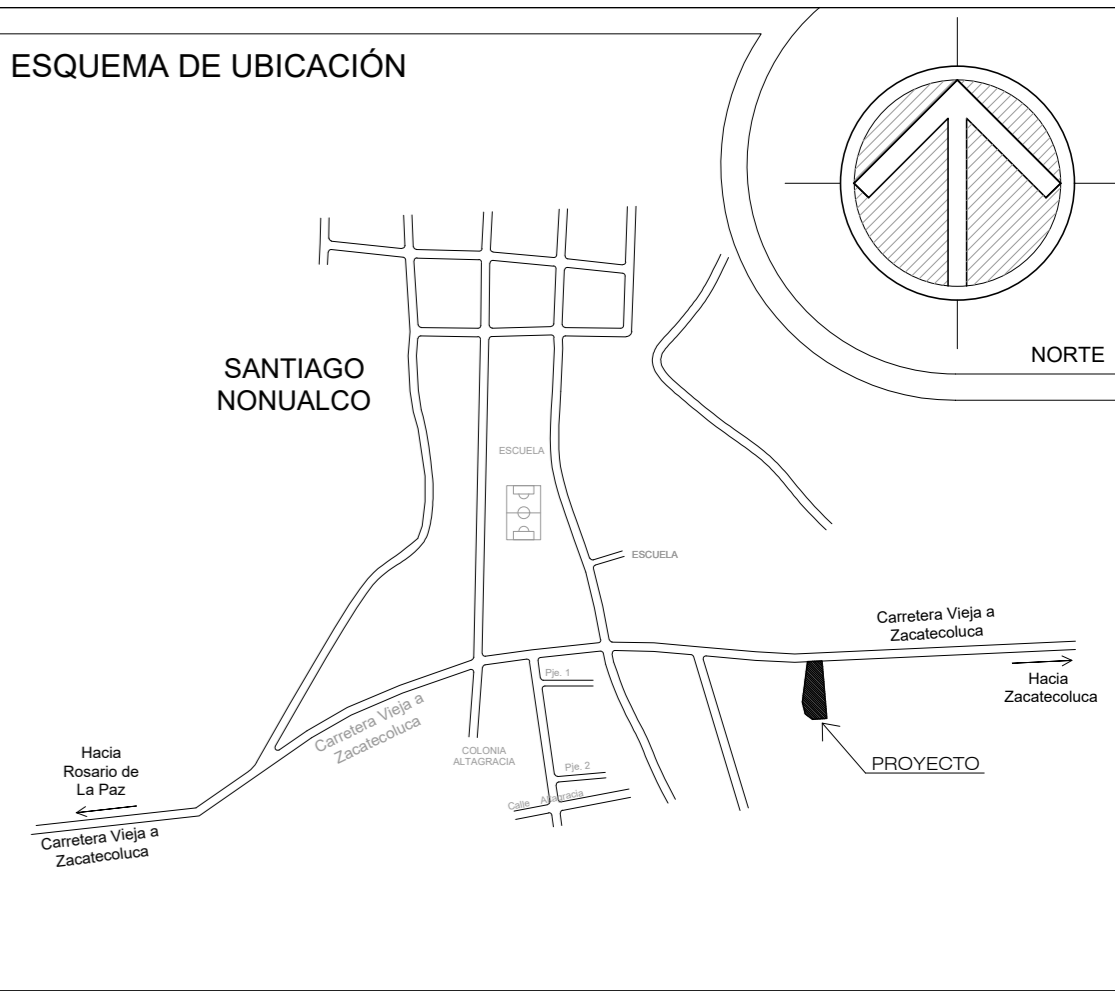 ESQUEMA DE UBICACIÓN
NORTE
SANTIAGO
NONUALCO
ESCUELA
ESCUELA
Carretera Vieja a
Zacatecoluca
Hacia
Zacatecoluca
Pje. 1
Carretera Vieja a
Zacatecoluca
COLONIA
ALTAGRACIA
Pje. 2
PROYECTO
Hacia
Rosario de
La Paz
Calle Altagracia
Carretera Vieja a
Zacatecoluca